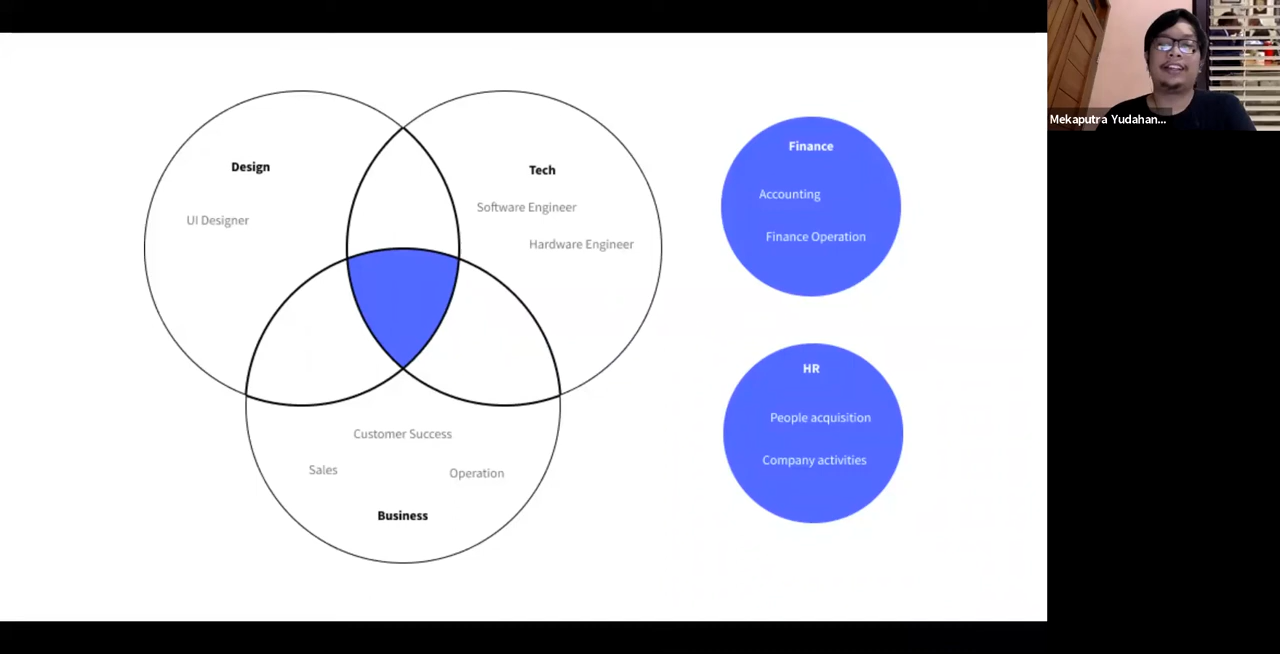 Design
UI Designer
Tech
Software Engineer
Hardware Engineer
Customer Success
Sales
Operation
Business
Finance
Accounting
Finance Operation
HR
People acquisition
Company activities
Mekaputra Yudahan...